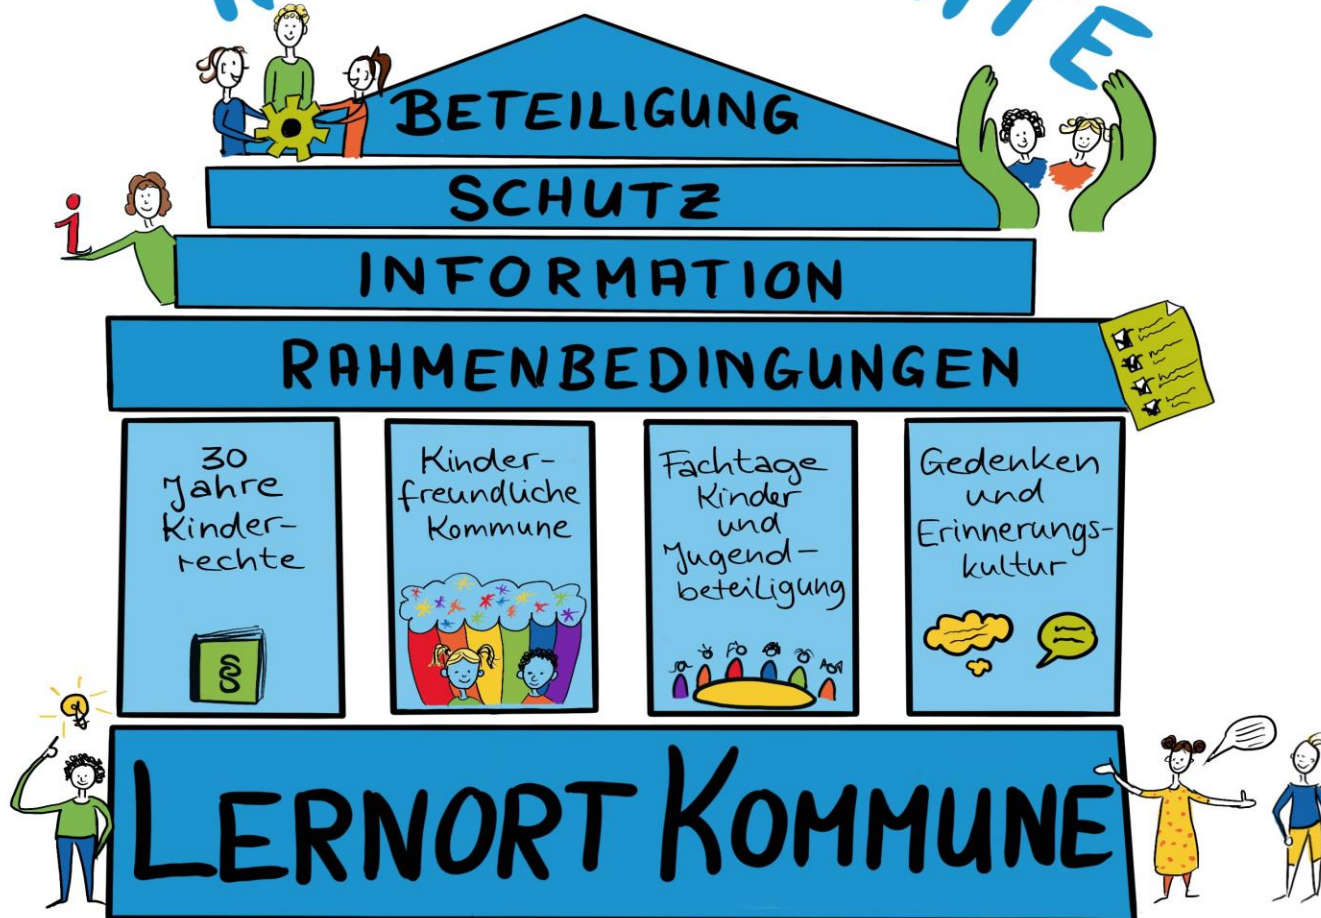 BETEILIGUNG
SCHUTZ
i
INFORMATION
RAHMENBEDINGUNGEN
30
Jahre
Kinder-
rechte
§
Kinder-
freundliche
Kommune
Fachtage
Kinder
und
Jugend-
beteiligung
Gedenken
und
Erinnerungs-
kultur
LERNORT KOMMUNE